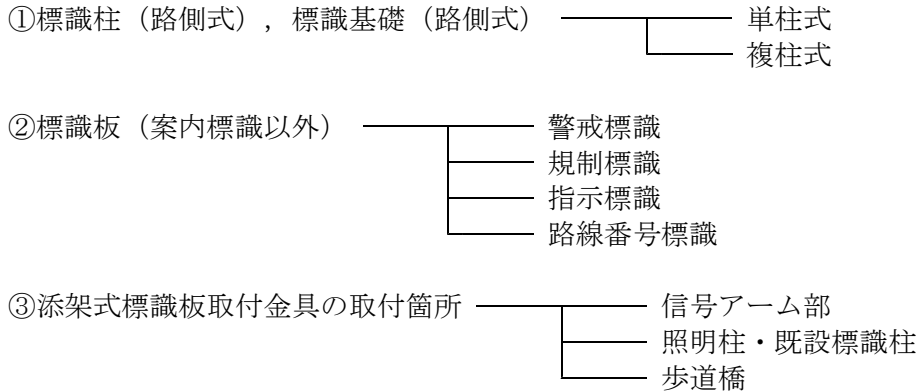 ①標識柱（路側式），標識基礎（路側式） 単柱式
複柱式
②標識板（案内標識以外） 警戒標識
規制標識
指示標識
路線番号標識
③添架式標識板取付金具の取付箇所 信号アーム部
照明柱・既設標識柱
歩道橋